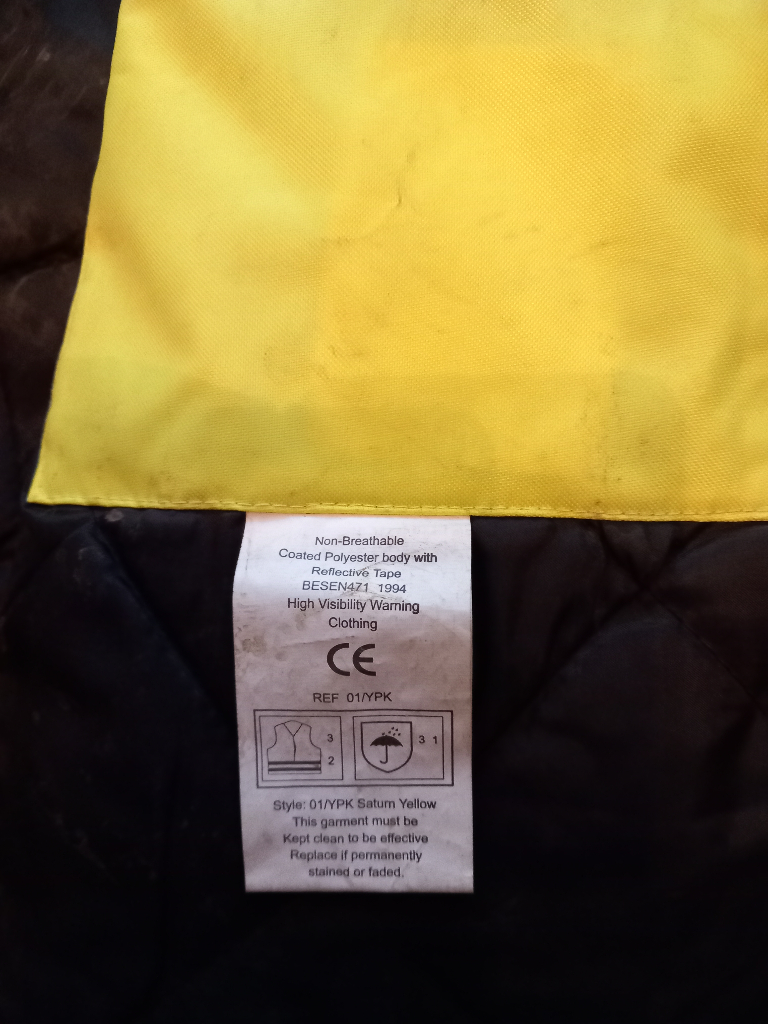 Non-Breathable
Coated Polyester body with
Reflective Tape
BESEN471 1994
High Visibility Warning
Clothing
CE
REF 01/YPK
3
2
3 1
Style: 01/YPK Saturn Yellow
This garment must be
Kept clean to be effective
Replace if permanently
stained or faded.